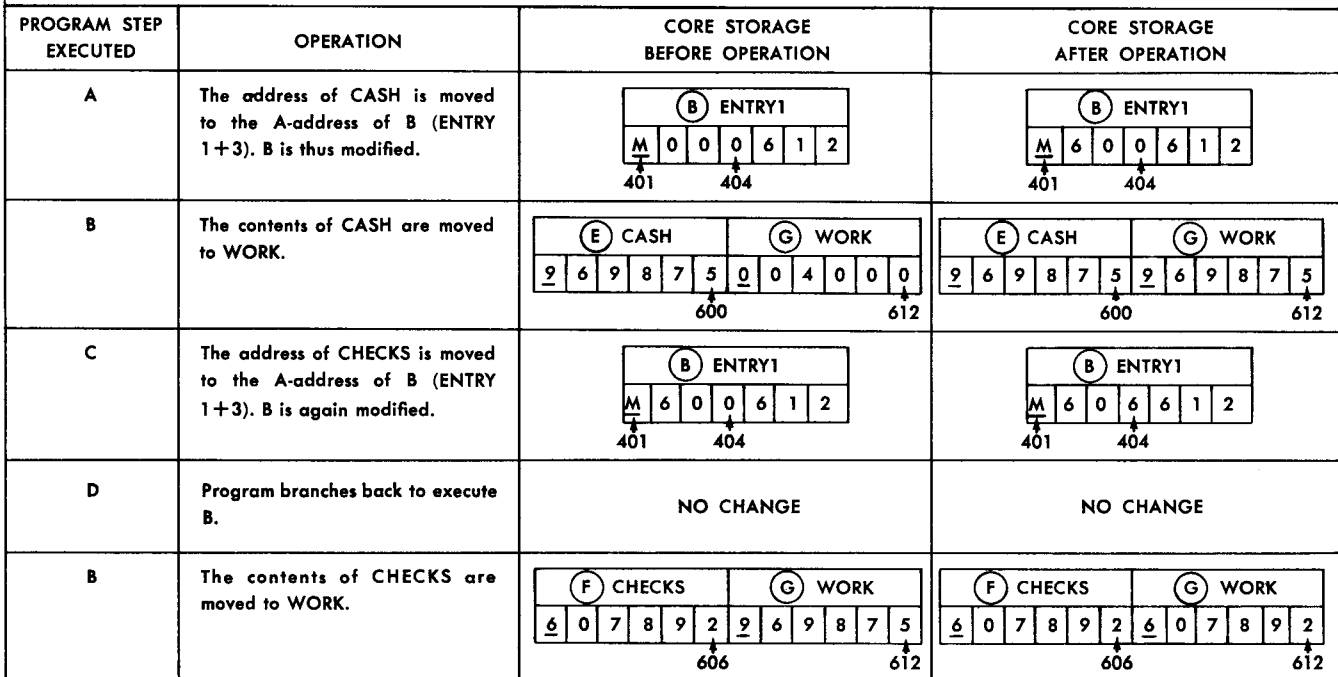 PROGRAM STEP EXECUTED | OPERATION | CORE STORAGE BEFORE OPERATION | CORE STORAGE AFTER OPERATION
A
The address of CASH is moved
to the A-address of B (ENTRY
1+3). B is thus modified.
B ENTRY1
M 0 0 0 6 1 2
401 404
B ENTRY1
M 6 0 0 6 1 2
401 404
B
The contents of CASH are moved
to WORK.
E CASH G WORK
9 6 9 8 7 5 0 0 4 0 0 0
600 612
E CASH G WORK
9 6 9 8 7 5 9 6 9 8 7 5
600 612
C
The address of CHECKS is moved
to the A-address of B (ENTRY
1+3). B is again modified.
B ENTRY1
M 6 0 0 6 1 2
401 404
B ENTRY1
M 6 0 6 6 1 2
401 404
D
Program branches back to execute
B.
NO CHANGE
NO CHANGE
B
The contents of CHECKS are
moved to WORK.
F CHECKS G WORK
6 0 7 8 9 2 9 6 9 8 7 5
606 612
F CHECKS G WORK
6 0 7 8 9 2 6 0 7 8 9 2
606 612